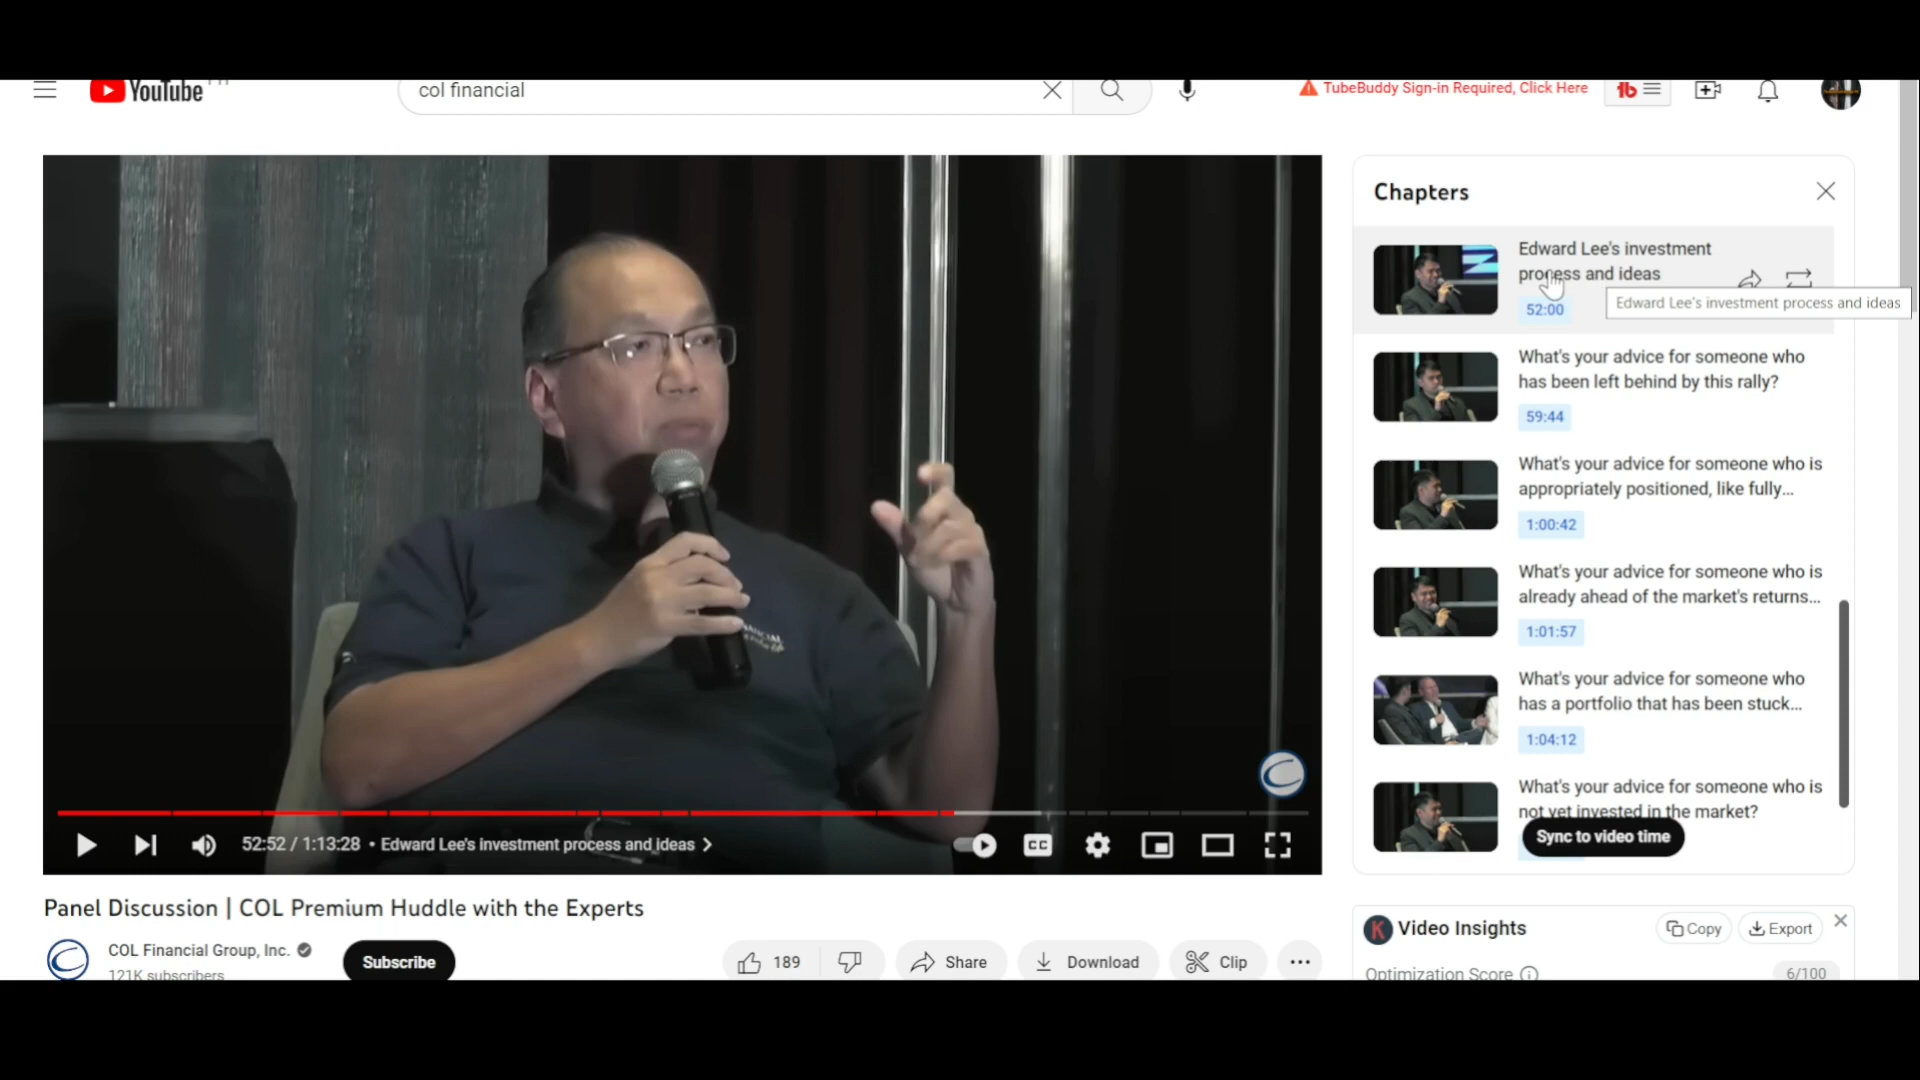 YouTube
col financial
TubeBuddy Sign-in Required, Click Here
Chapters
Edward Lee's investment
process and ideas
52:00
Edward Lee's investment process and ideas
What's your advice for someone who
has been left behind by this rally?
59:44
What's your advice for someone who is
appropriately positioned, like fully...
1:00:42
What's your advice for someone who is
already ahead of the market's returns...
1:01:57
What's your advice for someone who
has a portfolio that has been stuck...
1:04:12
What's your advice for someone who is
not yet invested in the market?
Sync to video time
52:52 / 1:13:28 • Edward Lee's investment process and ideas
CC
Panel Discussion | COL Premium Huddle with the Experts
COL Financial Group, Inc.
121K subscribers
Subscribe
189
Share
Download
Clip
Video Insights
Copy
Export
Optimization Score
6/100